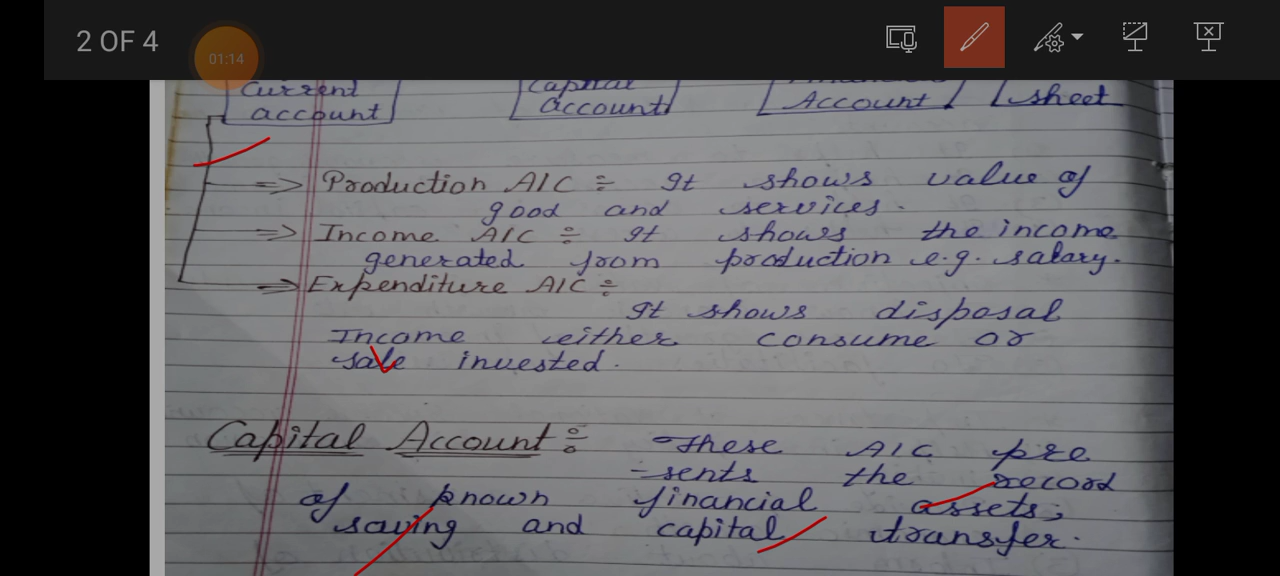 2 OF 4
01:14
Current Capital Financial
account account Account sheet
=> Production A/C ÷ It shows value of
good and services.
=> Income A/C ÷ It shows the income
generated from production e.g. salary.
=> Expenditure A/C ÷
It shows disposal
Income either consume or
save invested.
Capital Account ÷ These A/C pre
-sents the record
of known financial assets,
saving and capital transfer.